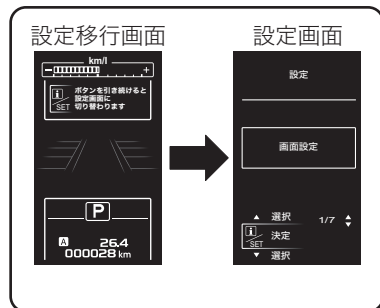 設定移行画面
km/l
− +
i
SET
ボタンを引き続けると
設定画面に
切り替わります
P
A 26.4
000028 km
設定画面
設定
画面設定
▲ 選択
1/7
i
SET
決定
▼ 選択